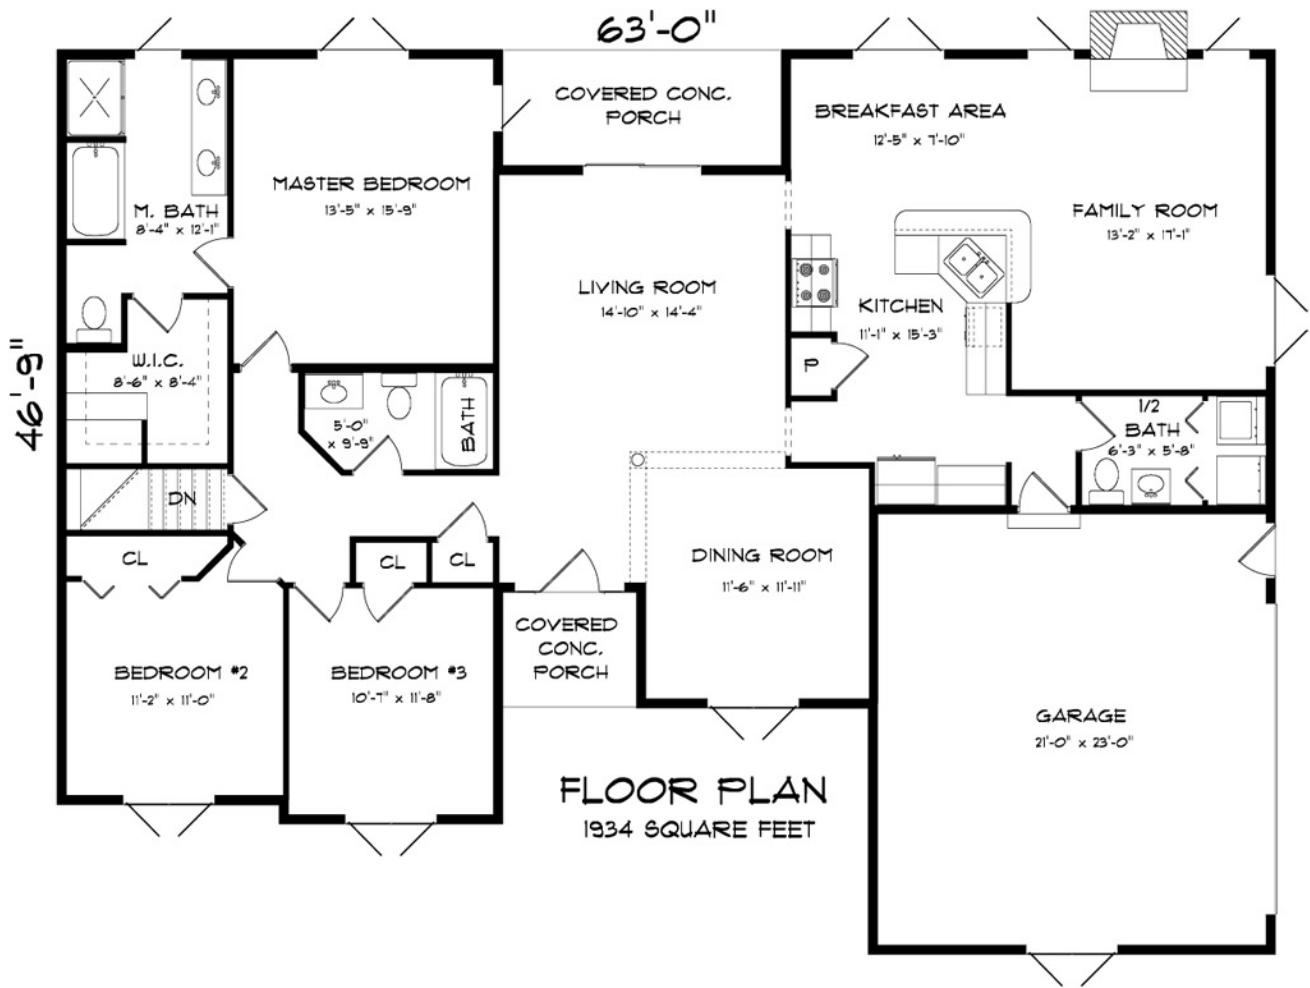 63'-0"
COVERED CONC.
PORCH
BREAKFAST AREA
12'-5" x 7'-10"
MASTER BEDROOM
13'-5" x 15'-9"
M. BATH
8'-4" x 12'-1"
FAMILY ROOM
13'-2" x 17'-1"
LIVING ROOM
14'-10" x 14'-4"
KITCHEN
11'-1" x 15'-3"
46'-9"
W.I.C.
8'-6" x 8'-4"
P
5'-0"
x 9'-9"
BATH
1/2
BATH
6'-3" x 5'-8"
DN
CL
CL
CL
DINING ROOM
11'-6" x 11'-11"
COVERED
CONC.
PORCH
BEDROOM #2
11'-2" x 11'-0"
BEDROOM #3
10'-7" x 11'-8"
GARAGE
21'-0" x 23'-0"
FLOOR PLAN
1934 SQUARE FEET